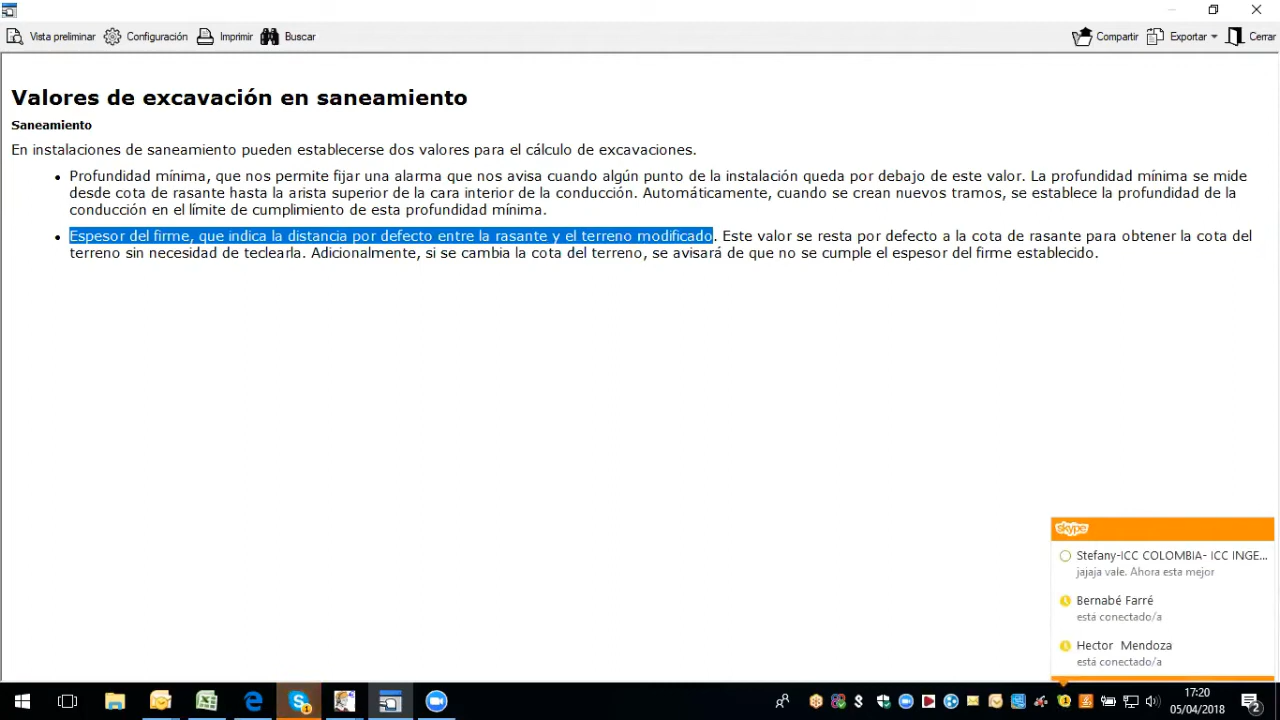 Vista preliminar Configuración Imprimir Buscar Compartir Exportar Cerrar
Valores de excavación en saneamiento
Saneamiento
En instalaciones de saneamiento pueden establecerse dos valores para el cálculo de excavaciones.
• Profundidad mínima, que nos permite fijar una alarma que nos avisa cuando algún punto de la instalación queda por debajo de este valor. La profundidad mínima se mide
desde cota de rasante hasta la arista superior de la cara interior de la conducción. Automáticamente, cuando se crean nuevos tramos, se establece la profundidad de la
conducción en el límite de cumplimiento de esta profundidad mínima.
• Espesor del firme, que indica la distancia por defecto entre la rasante y el terreno modificado. Este valor se resta por defecto a la cota de rasante para obtener la cota del
terreno sin necesidad de teclearla. Adicionalmente, si se cambia la cota del terreno, se avisará de que no se cumple el espesor del firme establecido.
skype
Stefany-ICC COLOMBIA- ICC INGE...
jajaja vale. Ahora esta mejor
Bernabé Farré
está conectado/a
Hector Mendoza
está conectado/a
17:20
05/04/2018
2